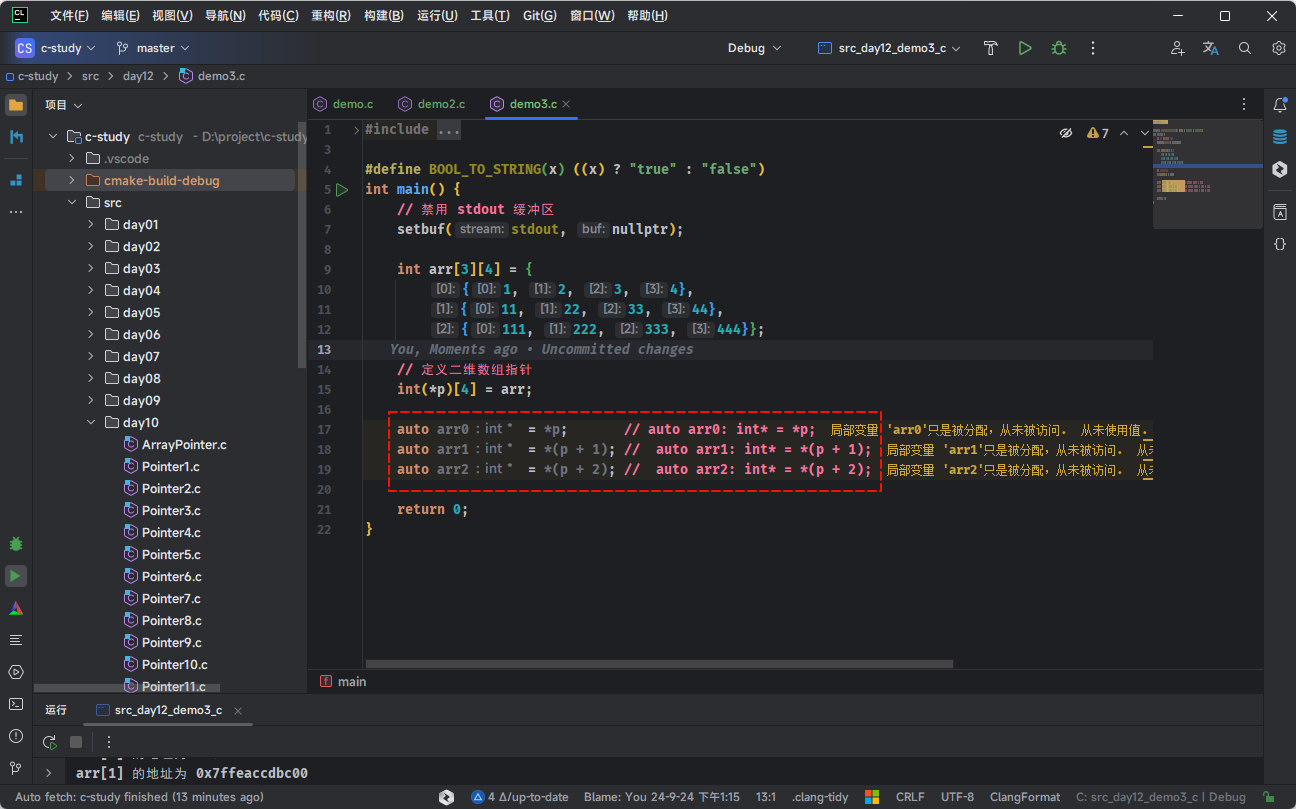 CL 文件(F) 编辑(E) 视图(V) 导航(N) 代码(C) 重构(R) 构建(B) 运行(U) 工具(T) Git(G) 窗口(W) 帮助(H)
CS c-study master Debug src_day12_demo3_c
c-study src day12 demo3.c
项目
c-study c-study - D:\project\c-study
.vscode
cmake-build-debug
src
day01
day02
day03
day04
day05
day06
day07
day08
day09
day10
ArrayPointer.c
Pointer1.c
Pointer2.c
Pointer3.c
Pointer4.c
Pointer5.c
Pointer6.c
Pointer7.c
Pointer8.c
Pointer9.c
Pointer10.c
Pointer11.c
demo.c demo2.c demo3.c
7
1 #include ...
3
4 #define BOOL_TO_STRING(x) ((x) ? "true" : "false")
5 int main() {
6 // 禁用 stdout 缓冲区
7 setbuf( stream: stdout, buf: nullptr);
8
9 int arr[3][4] = {
10 [0]: { [0]: 1, [1]: 2, [2]: 3, [3]: 4},
11 [1]: { [0]: 11, [1]: 22, [2]: 33, [3]: 44},
12 [2]: { [0]: 111, [1]: 222, [2]: 333, [3]: 444}};
13 You, Moments ago • Uncommitted changes
14 // 定义二维数组指针
15 int(*p)[4] = arr;
16
17 auto arr0 : int * = *p; // auto arr0: int* = *p; 局部变量 'arr0'只是被分配，从未被访问. 从未使用值.
18 auto arr1 : int * = *(p + 1); // auto arr1: int* = *(p + 1); 局部变量 'arr1'只是被分配，从未被访问. 从
19 auto arr2 : int * = *(p + 2); // auto arr2: int* = *(p + 2); 局部变量 'arr2'只是被分配，从未被访问. 从
20
21 return 0;
22 }
f main
运行 src_day12_demo3_c
arr[1] 的地址为 0x7ffeaccdbc00
Auto fetch: c-study finished (13 minutes ago) 4 Δ/up-to-date Blame: You 24-9-24 下午1:15 13:1 .clang-tidy CRLF UTF-8 ClangFormat C: src_day12_demo3_c | Debug